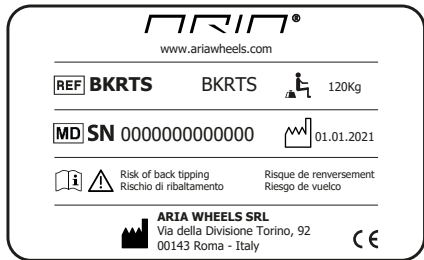 ARIA®
www.ariawheels.com
REF BKRTS BKRTS 120Kg
MD SN 0000000000000 01.01.2021
i Risk of back tipping Risque de renversement
Rischio di ribaltamento Riesgo de vuelco
ARIA WHEELS SRL
Via della Divisione Torino, 92
00143 Roma - Italy
CE